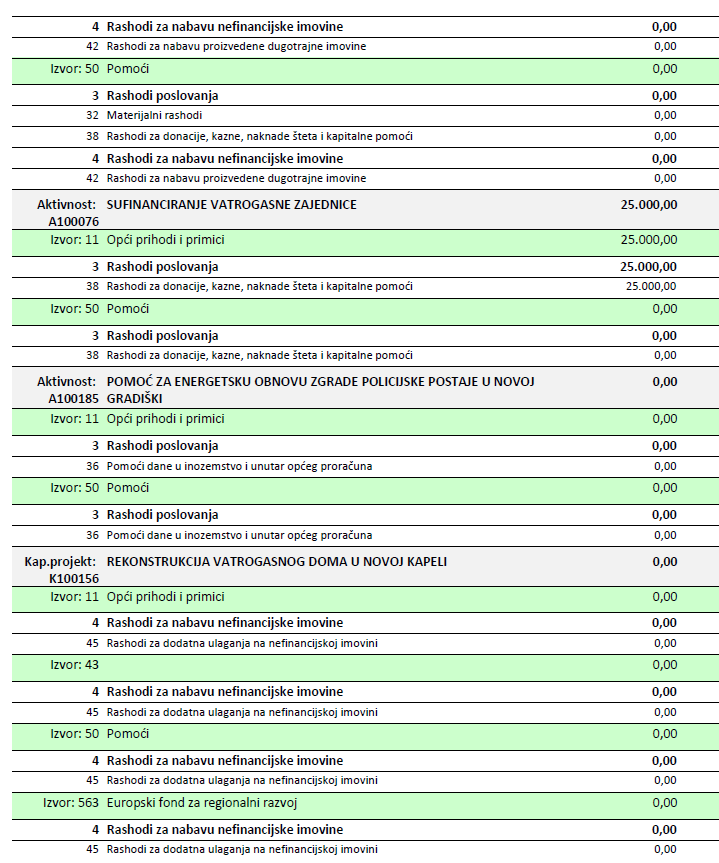 4 Rashodi za nabavu nefinancijske imovine 0,00
42 Rashodi za nabavu proizvedene dugotrajne imovine 0,00
Izvor: 50 Pomoći 0,00
3 Rashodi poslovanja 0,00
32 Materijalni rashodi 0,00
38 Rashodi za donacije, kazne, naknade šteta i kapitalne pomoći 0,00
4 Rashodi za nabavu nefinancijske imovine 0,00
42 Rashodi za nabavu proizvedene dugotrajne imovine 0,00
Aktivnost: SUFINANCIRANJE VATROGASNE ZAJEDNICE 25.000,00
A100076
Izvor: 11 Opći prihodi i primici 25.000,00
3 Rashodi poslovanja 25.000,00
38 Rashodi za donacije, kazne, naknade šteta i kapitalne pomoći 25.000,00
Izvor: 50 Pomoći 0,00
3 Rashodi poslovanja 0,00
38 Rashodi za donacije, kazne, naknade šteta i kapitalne pomoći 0,00
Aktivnost: POMOĆ ZA ENERGETSKU OBNOVU ZGRADE POLICIJSKE POSTAJE U NOVOJ 0,00
A100185 GRADIŠKI
Izvor: 11 Opći prihodi i primici 0,00
3 Rashodi poslovanja 0,00
36 Pomoći dane u inozemstvo i unutar općeg proračuna 0,00
Izvor: 50 Pomoći 0,00
3 Rashodi poslovanja 0,00
36 Pomoći dane u inozemstvo i unutar općeg proračuna 0,00
Kap.projekt: REKONSTRUKCIJA VATROGASNOG DOMA U NOVOJ KAPELI 0,00
K100156
Izvor: 11 Opći prihodi i primici 0,00
4 Rashodi za nabavu nefinancijske imovine 0,00
45 Rashodi za dodatna ulaganja na nefinancijskoj imovini 0,00
Izvor: 43 0,00
4 Rashodi za nabavu nefinancijske imovine 0,00
45 Rashodi za dodatna ulaganja na nefinancijskoj imovini 0,00
Izvor: 50 Pomoći 0,00
4 Rashodi za nabavu nefinancijske imovine 0,00
45 Rashodi za dodatna ulaganja na nefinancijskoj imovini 0,00
Izvor: 563 Europski fond za regionalni razvoj 0,00
4 Rashodi za nabavu nefinancijske imovine 0,00
45 Rashodi za dodatna ulaganja na nefinancijskoj imovini 0,00